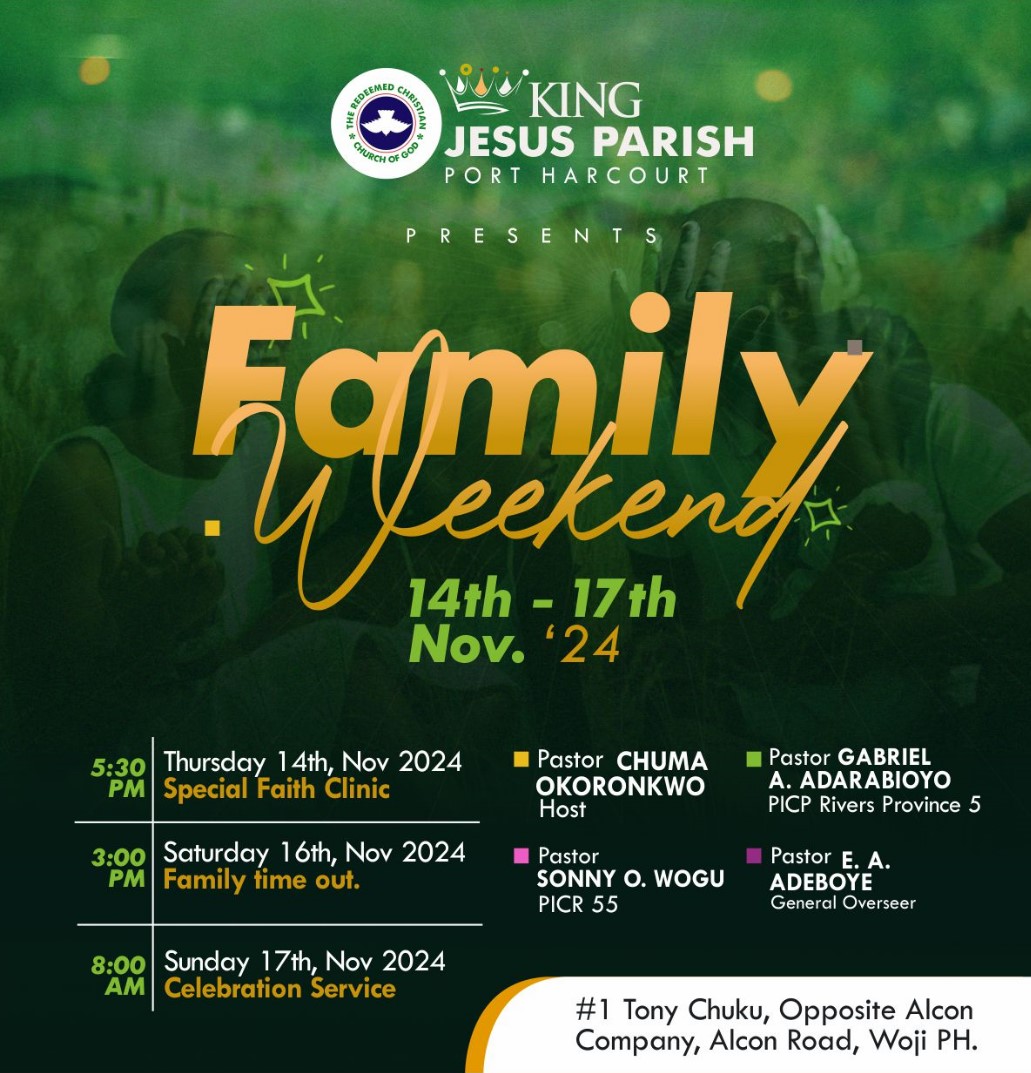 THE REDEEMED CHRISTIAN
CHURCH OF GOD
KING
JESUS PARISH
PORT HARCOURT
PRESENTS
Family
Weekend
14th - 17th
Nov. ‘24
5:30
PM
Thursday 14th, Nov 2024
Special Faith Clinic
3:00
PM
Saturday 16th, Nov 2024
Family time out.
8:00
AM
Sunday 17th, Nov 2024
Celebration Service
Pastor CHUMA
OKORONKWO
Host
Pastor GABRIEL
A. ADARABIOYO
PICP Rivers Province 5
Pastor
SONNY O. WOGU
PICR 55
Pastor E. A.
ADEBOYE
General Overseer
#1 Tony Chuku, Opposite Alcon
Company, Alcon Road, Woji PH.